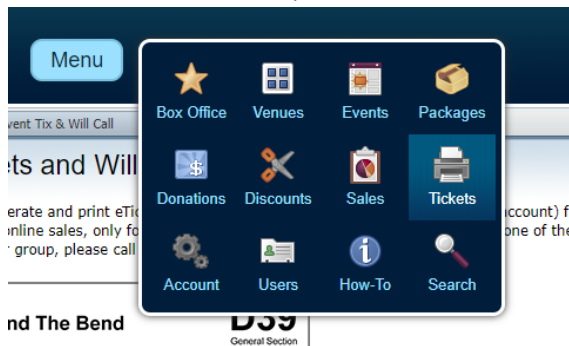 Menu
Box Office
Venues
Events
Packages
vent Tix & Will Call
ets and Will
Donations
Discounts
Sales
Tickets
erate and print eTic
ccount) f
online sales, only fo
one of the
r group, please call
Account
Users
How-To
Search
nd The Bend
D39
General Section